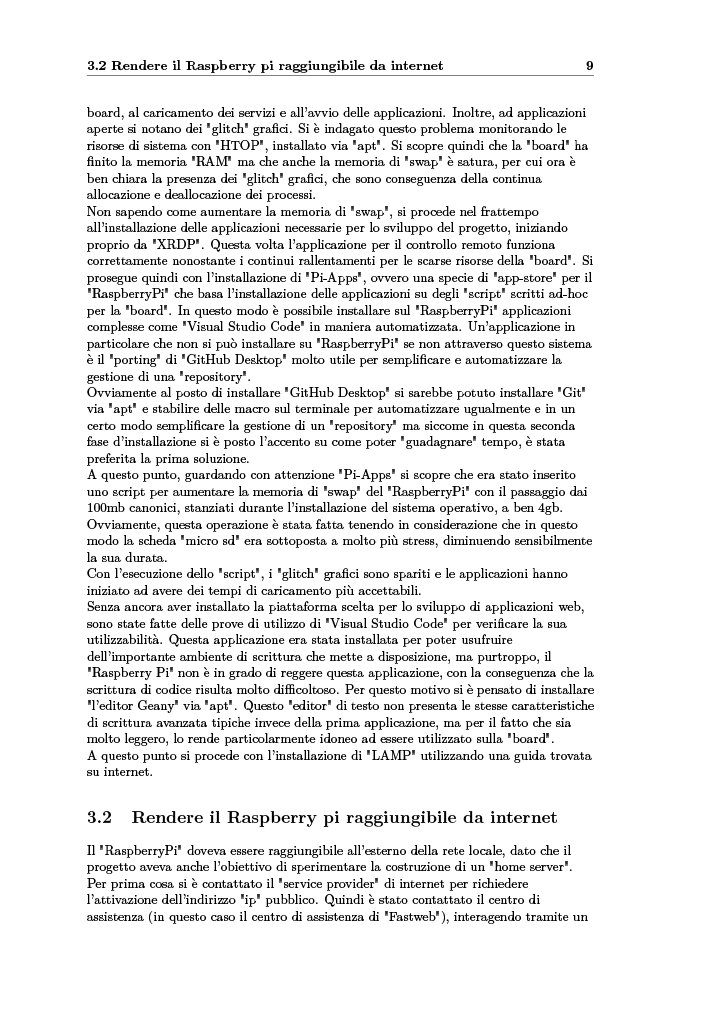 3.2 Rendere il Raspberry pi raggiungibile da internet 9
board, al caricamento dei servizi e all'avvio delle applicazioni. Inoltre, ad applicazioni
aperte si notano dei "glitch" grafici. Si è indagato questo problema monitorando le
risorse di sistema con "HTOP", installato via "apt". Si scopre quindi che la "board" ha
finito la memoria "RAM" ma che anche la memoria di "swap" è satura, per cui ora è
ben chiara la presenza dei "glitch" grafici, che sono conseguenza della continua
allocazione e deallocazione dei processi.
Non sapendo come aumentare la memoria di "swap", si procede nel frattempo
all'installazione delle applicazioni necessarie per lo sviluppo del progetto, iniziando
proprio da "XRDP". Questa volta l'applicazione per il controllo remoto funziona
correttamente nonostante i continui rallentamenti per le scarse risorse della "board". Si
prosegue quindi con l'installazione di "Pi-Apps", ovvero una specie di "app-store" per il
"RaspberryPi" che basa l'installazione delle applicazioni su degli "script" scritti ad-hoc
per la "board". In questo modo è possibile installare sul "RaspberryPi" applicazioni
complesse come "Visual Studio Code" in maniera automatizzata. Un'applicazione in
particolare che non si può installare su "RaspberryPi" se non attraverso questo sistema
è il "porting" di "GitHub Desktop" molto utile per semplificare e automatizzare la
gestione di una "repository".
Ovviamente al posto di installare "GitHub Desktop" si sarebbe potuto installare "Git"
via "apt" e stabilire delle macro sul terminale per automatizzare ugualmente e in un
certo modo semplificare la gestione di un "repository" ma siccome in questa seconda
fase d'installazione si è posto l'accento su come poter "guadagnare" tempo, è stata
preferita la prima soluzione.
A questo punto, guardando con attenzione "Pi-Apps" si scopre che era stato inserito
uno script per aumentare la memoria di "swap" del "RaspberryPi" con il passaggio dai
100mb canonici, stanziati durante l'installazione del sistema operativo, a ben 4gb.
Ovviamente, questa operazione è stata fatta tenendo in considerazione che in questo
modo la scheda "micro sd" era sottoposta a molto più stress, diminuendo sensibilmente
la sua durata.
Con l'esecuzione dello "script", i "glitch" grafici sono spariti e le applicazioni hanno
iniziato ad avere dei tempi di caricamento più accettabili.
Senza ancora aver installato la piattaforma scelta per lo sviluppo di applicazioni web,
sono state fatte delle prove di utilizzo di "Visual Studio Code" per verificare la sua
utilizzabilità. Questa applicazione era stata installata per poter usufruire
dell'importante ambiente di scrittura che mette a disposizione, ma purtroppo, il
"Raspberry Pi" non è in grado di reggere questa applicazione, con la conseguenza che la
scrittura di codice risulta molto difficoltoso. Per questo motivo si è pensato di installare
"l'editor Geany" via "apt". Questo "editor" di testo non presenta le stesse caratteristiche
di scrittura avanzata tipiche invece della prima applicazione, ma per il fatto che sia
molto leggero, lo rende particolarmente idoneo ad essere utilizzato sulla "board".
A questo punto si procede con l'installazione di "LAMP" utilizzando una guida trovata
su internet.
3.2 Rendere il Raspberry pi raggiungibile da internet
Il "RaspberryPi" doveva essere raggiungibile all'esterno della rete locale, dato che il
progetto aveva anche l'obiettivo di sperimentare la costruzione di un "home server".
Per prima cosa si è contattato il "service provider" di internet per richiedere
l'attivazione dell'indirizzo "ip" pubblico. Quindi è stato contattato il centro di
assistenza (in questo caso il centro di assistenza di "Fastweb"), interagendo tramite un